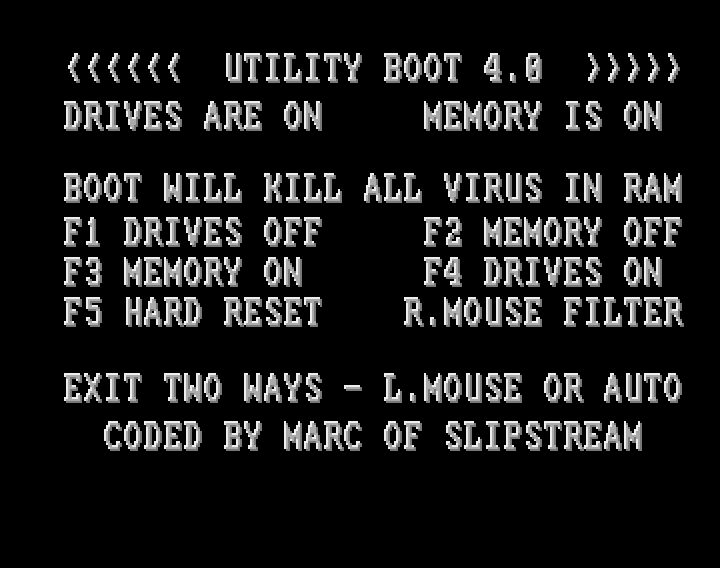 <<<<<< UTILITY BOOT 4.0 >>>>>
DRIVES ARE ON MEMORY IS ON
BOOT WILL KILL ALL VIRUS IN RAM
F1 DRIVES OFF F2 MEMORY OFF
F3 MEMORY ON F4 DRIVES ON
F5 HARD RESET R.MOUSE FILTER
EXIT TWO WAYS - L.MOUSE OR AUTO
CODED BY MARC OF SLIPSTREAM